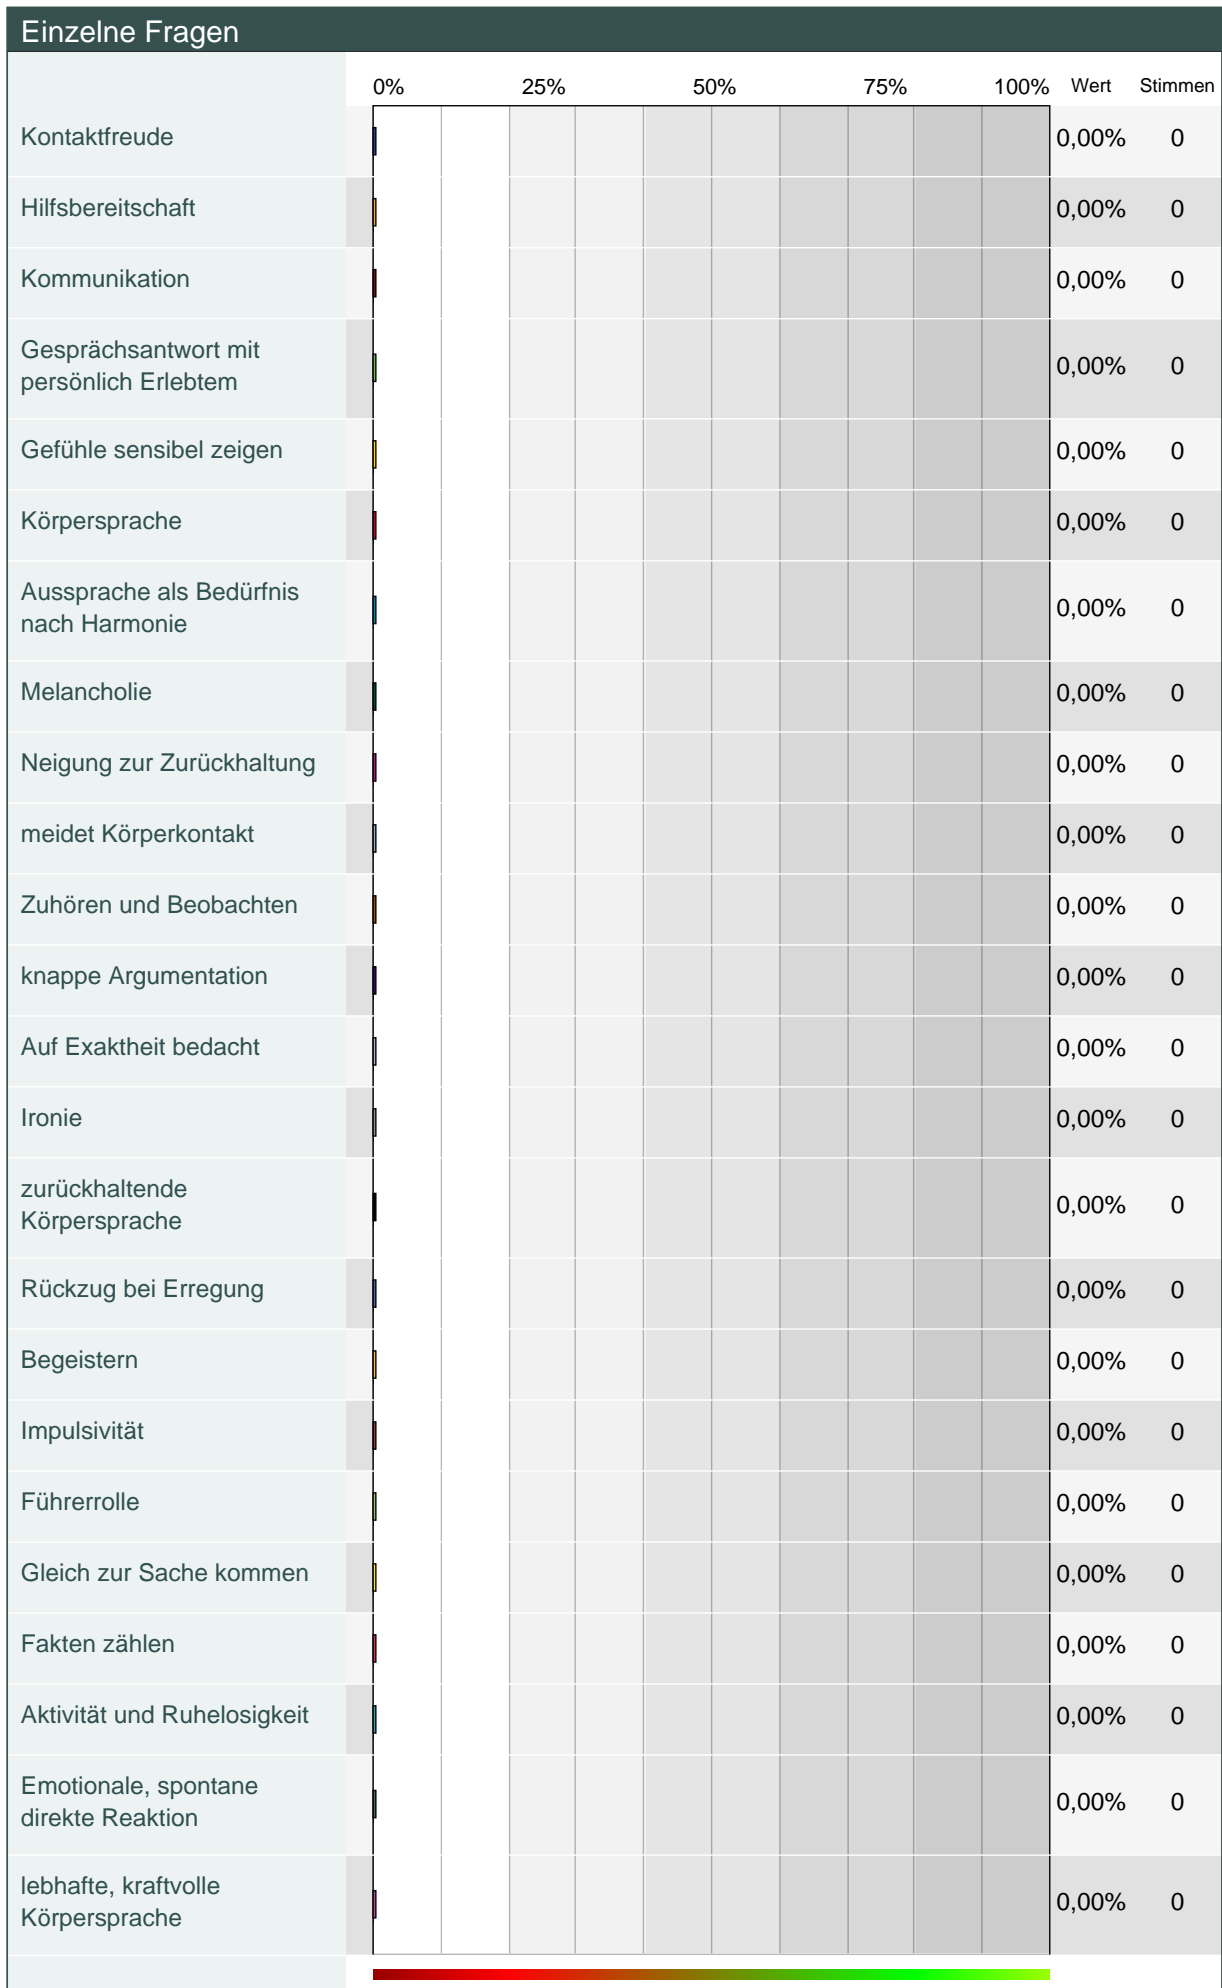 Einzelne Fragen
0% 25% 50% 75% 100% Wert Stimmen
Kontaktfreude 0,00% 0
Hilfsbereitschaft 0,00% 0
Kommunikation 0,00% 0
Gesprächsantwort mit
persönlich Erlebtem 0,00% 0
Gefühle sensibel zeigen 0,00% 0
Körpersprache 0,00% 0
Aussprache als Bedürfnis
nach Harmonie 0,00% 0
Melancholie 0,00% 0
Neigung zur Zurückhaltung 0,00% 0
meidet Körperkontakt 0,00% 0
Zuhören und Beobachten 0,00% 0
knappe Argumentation 0,00% 0
Auf Exaktheit bedacht 0,00% 0
Ironie 0,00% 0
zurückhaltende
Körpersprache 0,00% 0
Rückzug bei Erregung 0,00% 0
Begeistern 0,00% 0
Impulsivität 0,00% 0
Führerrolle 0,00% 0
Gleich zur Sache kommen 0,00% 0
Fakten zählen 0,00% 0
Aktivität und Ruhelosigkeit 0,00% 0
Emotionale, spontane
direkte Reaktion 0,00% 0
lebhafte, kraftvolle
Körpersprache 0,00% 0